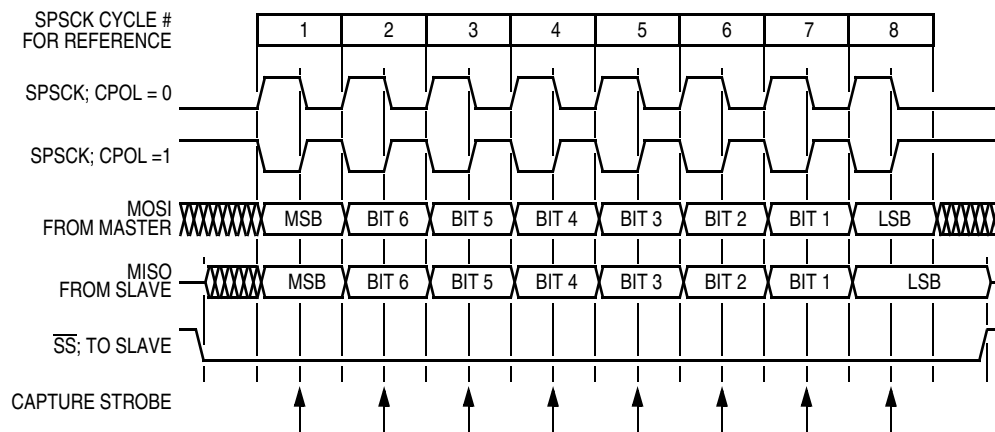 SPSCK CYCLE #
FOR REFERENCE
1 2 3 4 5 6 7 8
SPSCK; CPOL = 0
SPSCK; CPOL =1
MOSI
FROM MASTER
MSB BIT 6 BIT 5 BIT 4 BIT 3 BIT 2 BIT 1 LSB
MISO
FROM SLAVE
MSB BIT 6 BIT 5 BIT 4 BIT 3 BIT 2 BIT 1 LSB
S̅S̅; TO SLAVE
CAPTURE STROBE